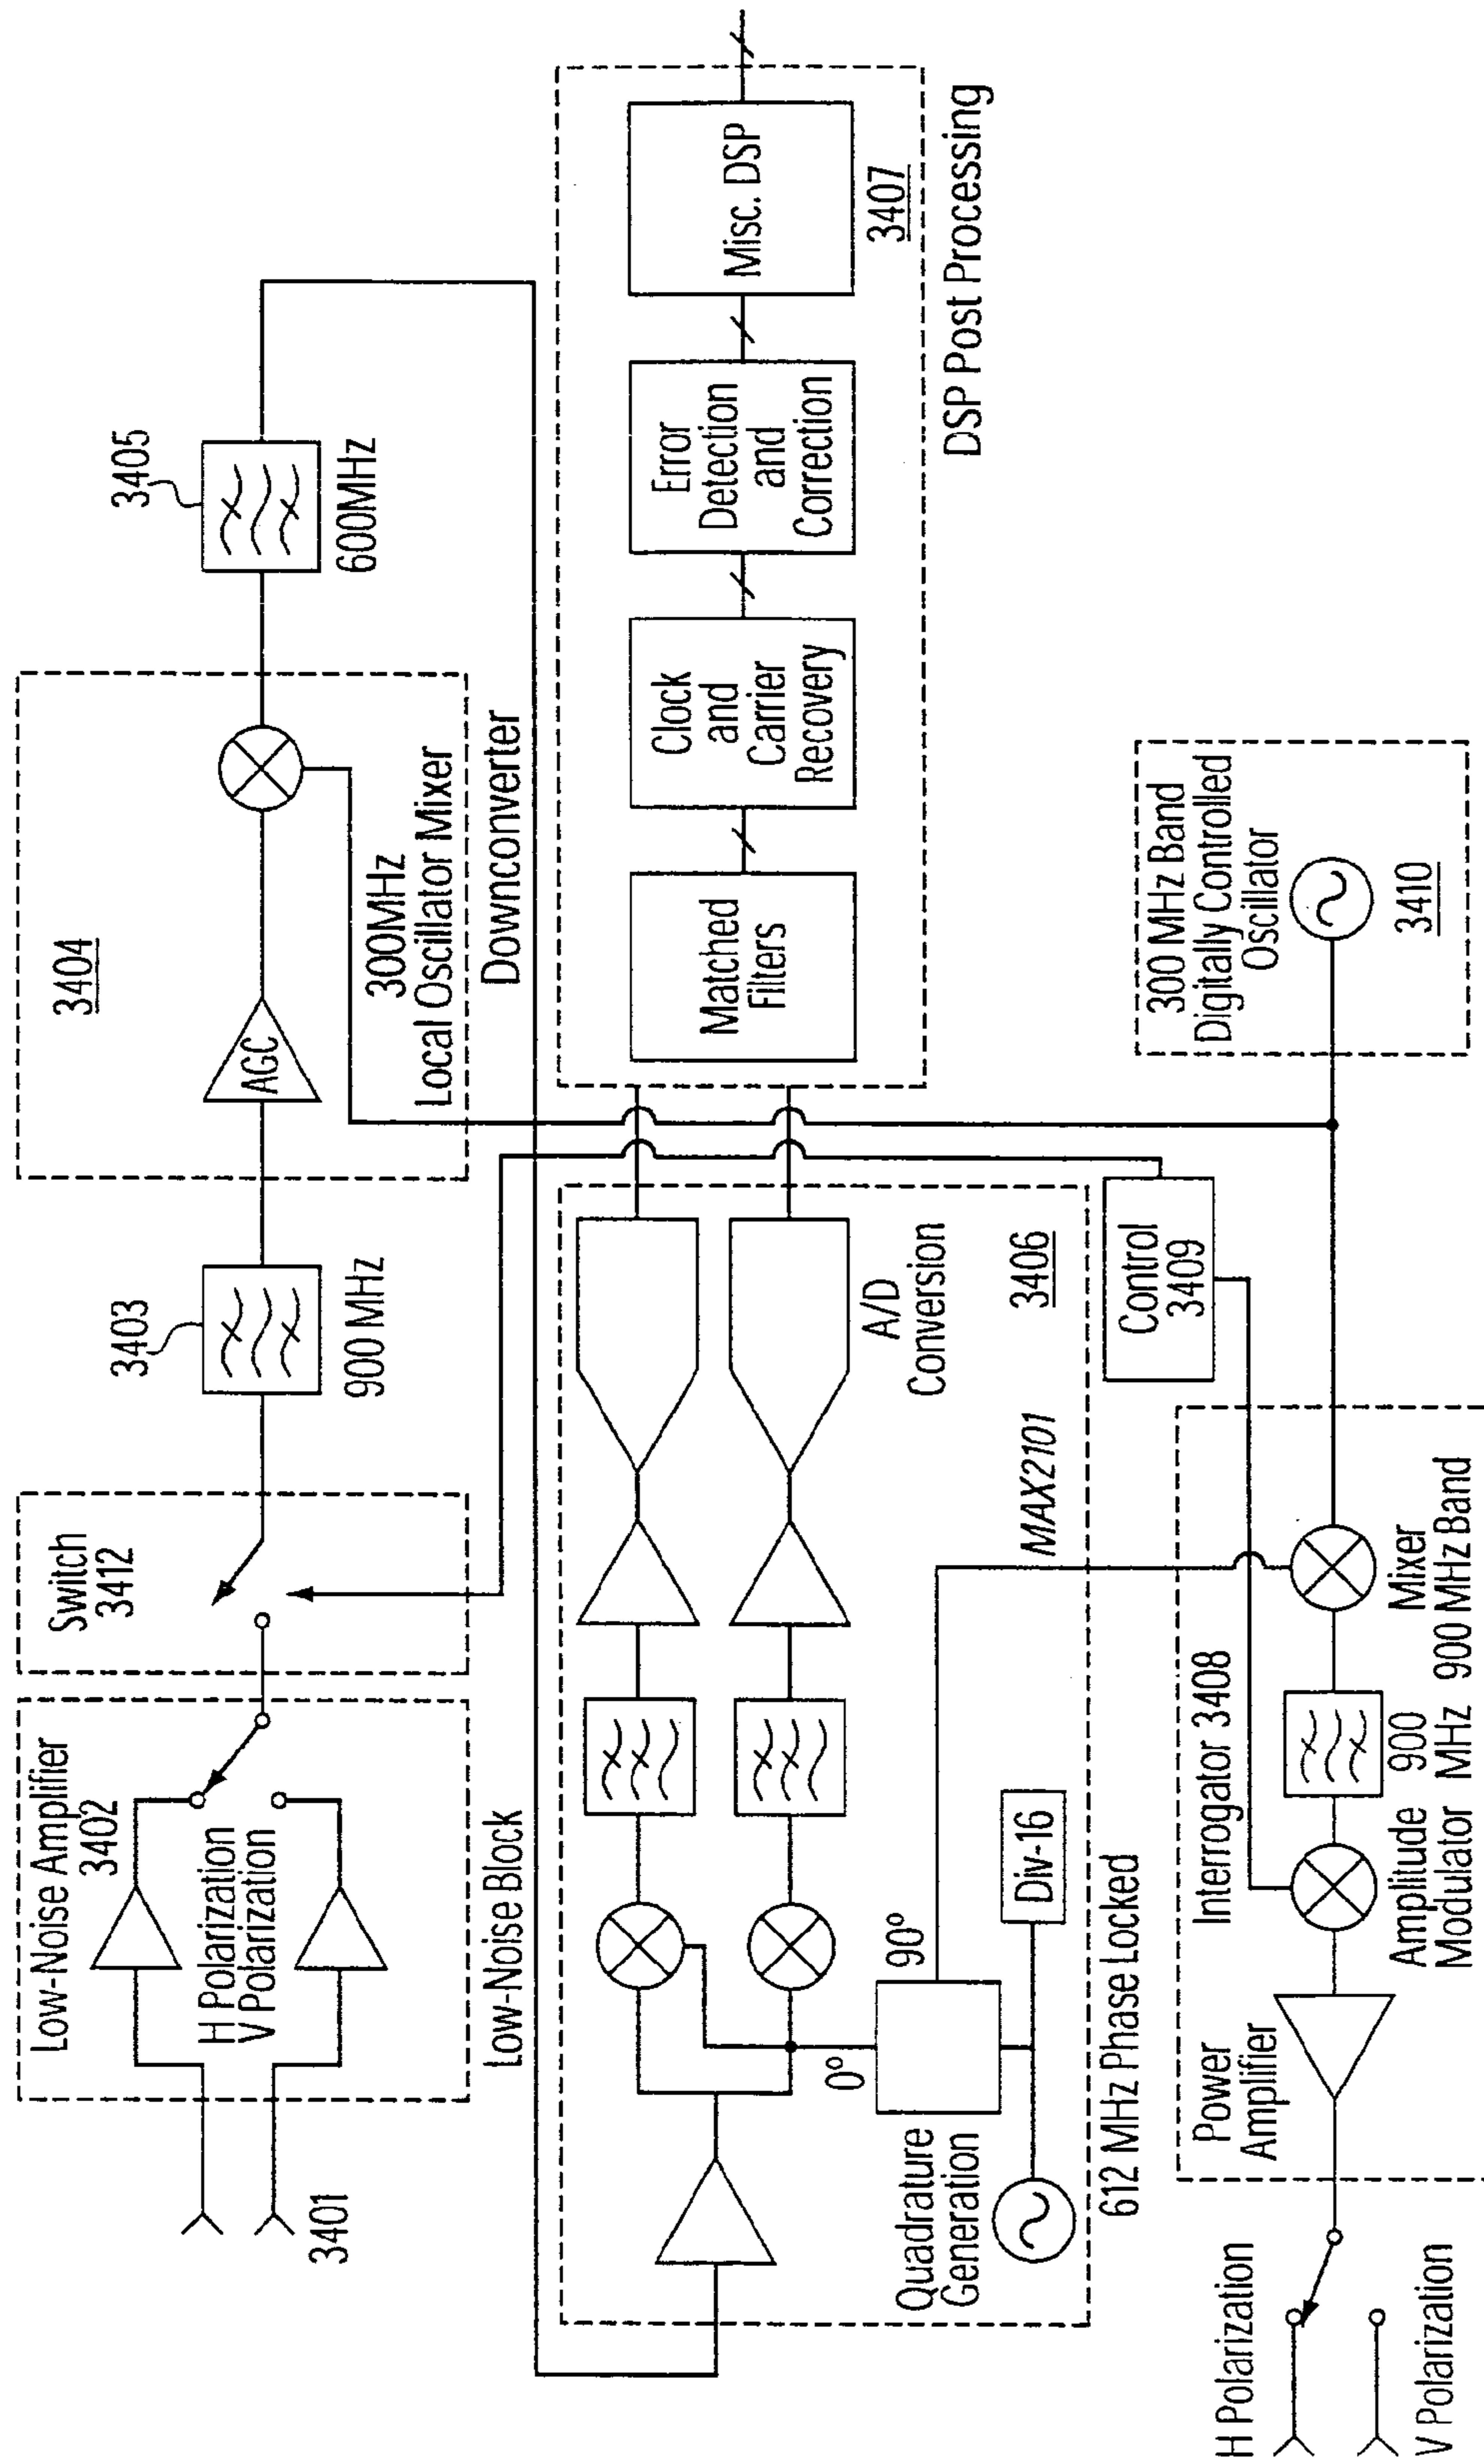 3401
Low-Noise Amplifier
3402
H Polarization
V Polarization
Low-Noise Block
Switch
3412
3403
900 MHz
3404
AGC
300MHz
Local Oscillator Mixer
Downconverter
3405
600MHz
Quadrature
Generation
0°
90°
Div-16
612 MHz Phase Locked
A/D
Conversion
3406
MAX2101
Matched
Filters
Clock
and
Carrier
Recovery
Error
Detection
and
Correction
Misc. DSP
3407
DSP Post Processing
Control
3409
300 MHz Band
Digitally Controlled
Oscillator
3410
H Polarization
V Polarization
Power
Amplifier
Interrogator 3408
Amplitude
Modulator
900
MHz
Mixer
900 MHz Band